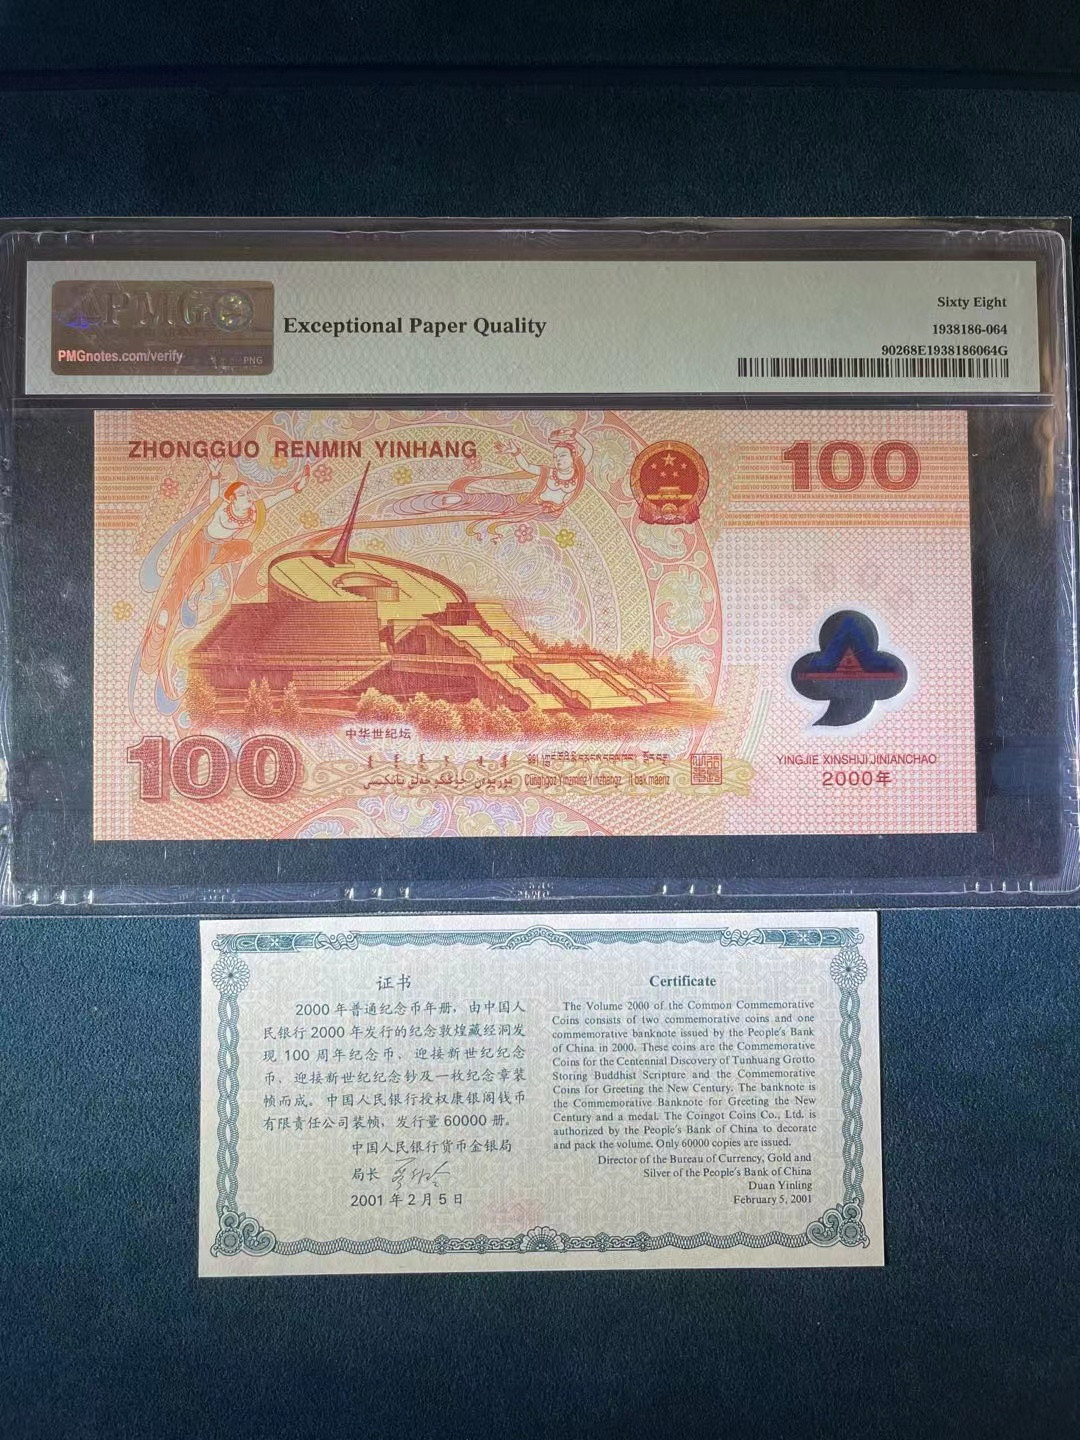 PMG
PMGnotes.com/verify
PNG
Exceptional Paper Quality
Sixty Eight
1938186-064
90268E1938186064G
ZHONGGUO RENMIN YINHANG
100
中华世纪坛
100
Cunghgoz Yinzminz Yinzhangz It bak maenz
YINGJIE XINSHIJI JINIANCHAO
2000年
证书
2000年普通纪念币年册，由中国人
民银行2000年发行的纪念敦煌藏经洞发
现100周年纪念币、迎接新世纪纪念
币、迎接新世纪纪念钞及一枚纪念章装
帧而成。中国人民银行授权康银阁钱币
有限责任公司装帧，发行量60000册。
中国人民银行货币金银局
局长
2001年2月5日
Certificate
The Volume 2000 of the Common Commemorative
Coins consists of two commemorative coins and one
commemorative banknote issued by the People's Bank
of China in 2000. These coins are the Commemorative
Coins for the Centennial Discovery of Tunhuang Grotto
Storing Buddhist Scripture and the Commemorative
Coins for Greeting the New Century. The banknote is
the Commemorative Banknote for Greeting the New
Century and a medal. The Coingot Coins Co., Ltd. is
authorized by the People's Bank of China to decorate
and pack the volume. Only 60000 copies are issued.
Director of the Bureau of Currency, Gold and
Silver of the People's Bank of China
Duan Yinling
February 5, 2001